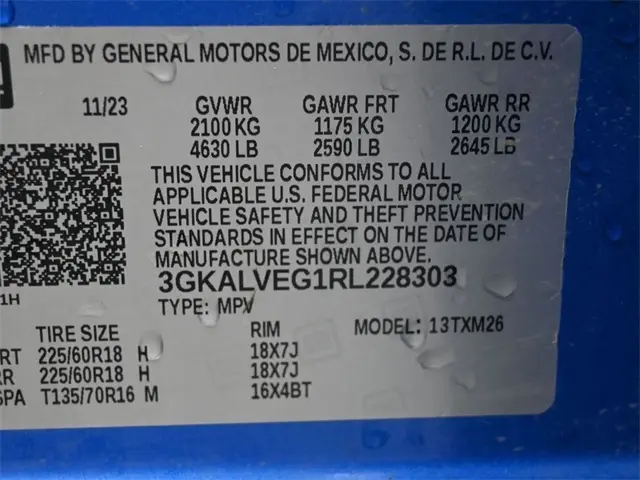 MFD BY GENERAL MOTORS DE MEXICO, S. DE R.L. DE C.V.
11/23 GVWR GAWR FRT GAWR RR
2100 KG 1175 KG 1200 KG
4630 LB 2590 LB 2645 LB
THIS VEHICLE CONFORMS TO ALL
APPLICABLE U.S. FEDERAL MOTOR
VEHICLE SAFETY AND THEFT PREVENTION
STANDARDS IN EFFECT ON THE DATE OF
MANUFACTURE SHOWN ABOVE.
3GKALVEG1RL228303
1H
TYPE: MPV
TIRE SIZE RIM MODEL: 13TXM26
RT 225/60R18 H 18X7J
RR 225/60R18 H 18X7J
SPA T135/70R16 M 16X4BT